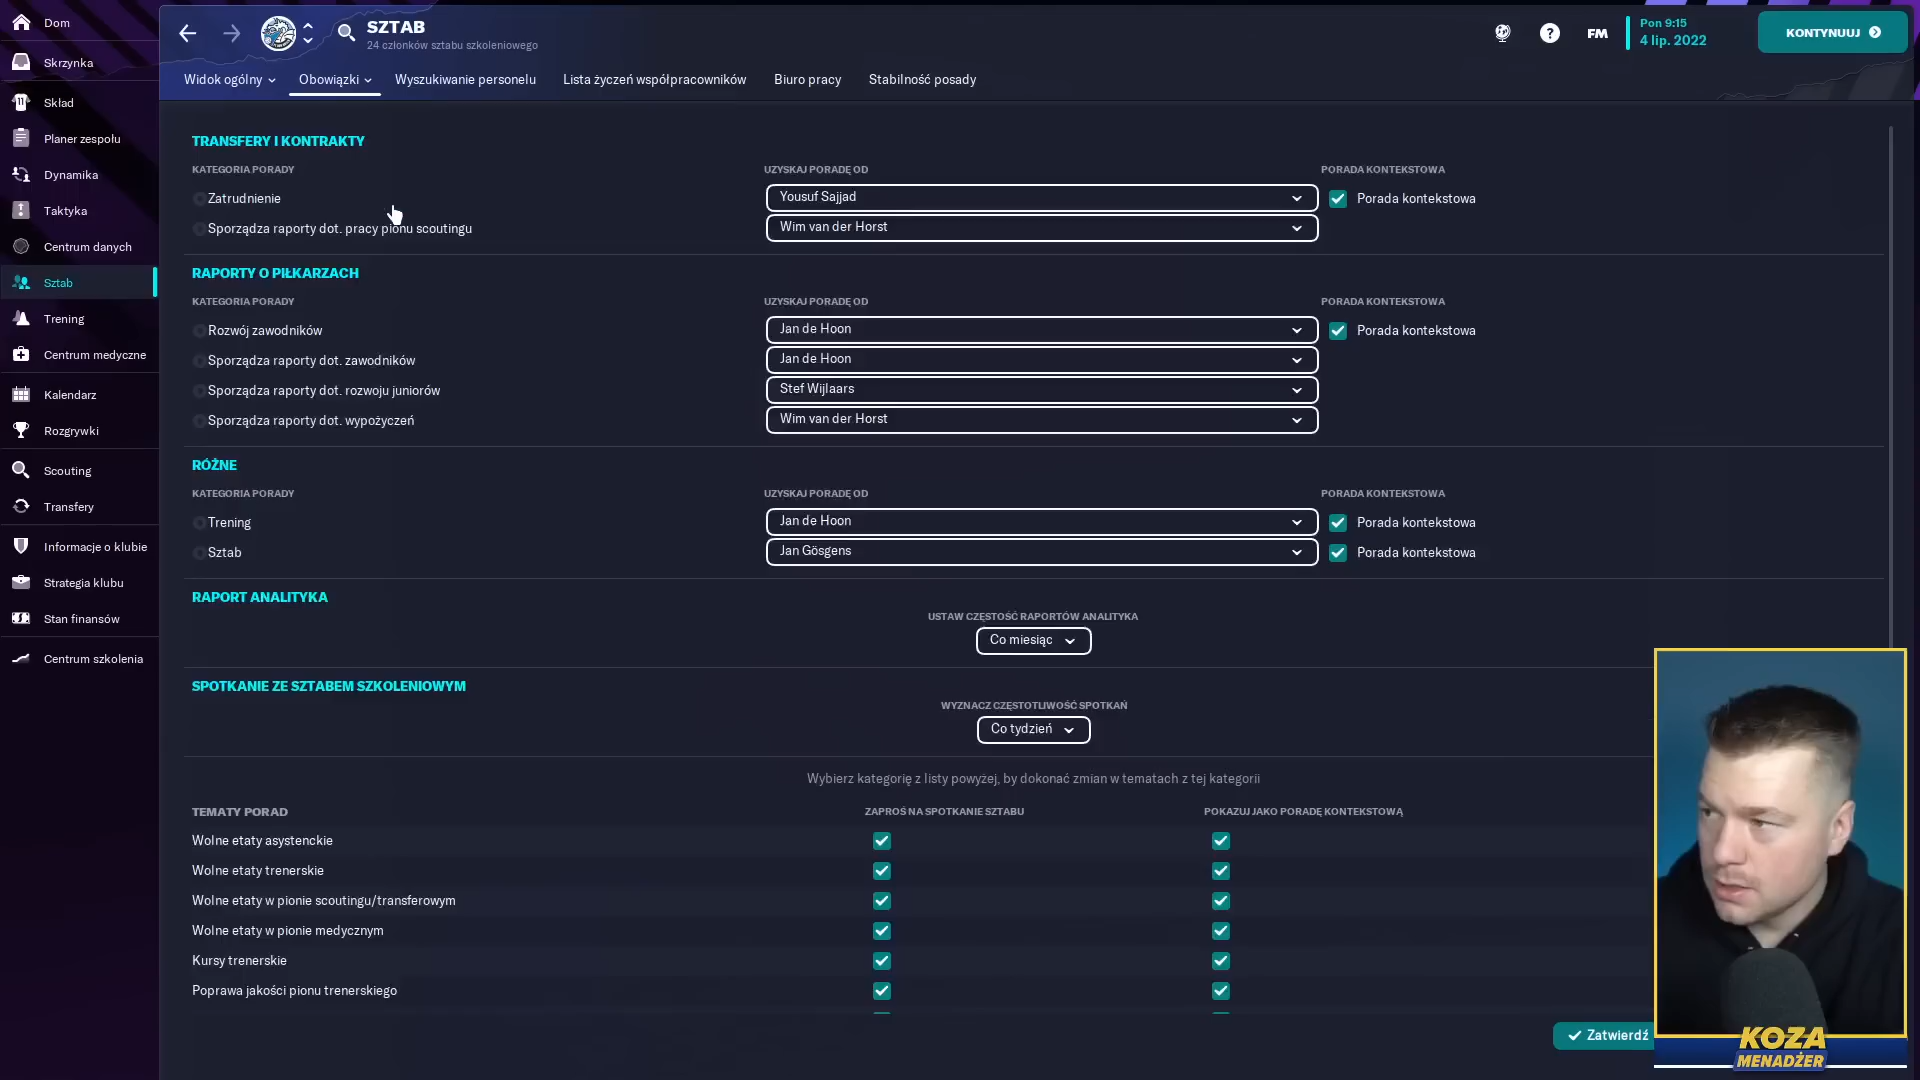 Dom
Skrzynka
Skład
Planer zespołu
Dynamika
Taktyka
Centrum danych
Sztab
Trening
Centrum medyczne
Kalendarz
Rozgrywki
Scouting
Transfery
Informacje o klubie
Strategia klubu
Stan finansów
Centrum szkolenia
SZTAB
24 członków sztabu szkoleniowego
FM
Pon 9:15
4 lip. 2022
KONTYNUUJ
Widok ogólny
Obowiązki
Wyszukiwanie personelu
Lista życzeń współpracowników
Biuro pracy
Stabilność posady
TRANSFERY I KONTRAKTY
KATEGORIA PORADY UZYSKAJ PORADĘ OD PORADA KONTEKSTOWA
Zatrudnienie Yousuf Sajjad Porada kontekstowa
Sporządza raporty dot. pracy pionu scoutingu Wim van der Horst
RAPORTY O PIŁKARZACH
KATEGORIA PORADY UZYSKAJ PORADĘ OD PORADA KONTEKSTOWA
Rozwój zawodników Jan de Hoon Porada kontekstowa
Sporządza raporty dot. zawodników Jan de Hoon
Sporządza raporty dot. rozwoju juniorów Stef Wijlaars
Sporządza raporty dot. wypożyczeń Wim van der Horst
RÓŻNE
KATEGORIA PORADY UZYSKAJ PORADĘ OD PORADA KONTEKSTOWA
Trening Jan de Hoon Porada kontekstowa
Sztab Jan Gösgens Porada kontekstowa
RAPORT ANALITYKA
USTAW CZĘSTOŚĆ RAPORTÓW ANALITYKA
Co miesiąc
SPOTKANIE ZE SZTABEM SZKOLENIOWYM
WYZNACZ CZĘSTOTLIWOŚĆ SPOTKAŃ
Co tydzień
Wybierz kategorię z listy powyżej, by dokonać zmian w tematach z tej kategorii
TEMATY PORAD ZAPROŚ NA SPOTKANIE SZTABU POKAZUJ JAKO PORADĘ KONTEKSTOWĄ
Wolne etaty asystenckie
Wolne etaty trenerskie
Wolne etaty w pionie scoutingu/transferowym
Wolne etaty w pionie medycznym
Kursy trenerskie
Poprawa jakości pionu trenerskiego
Zatwierdź
KOZA
MENADŻER